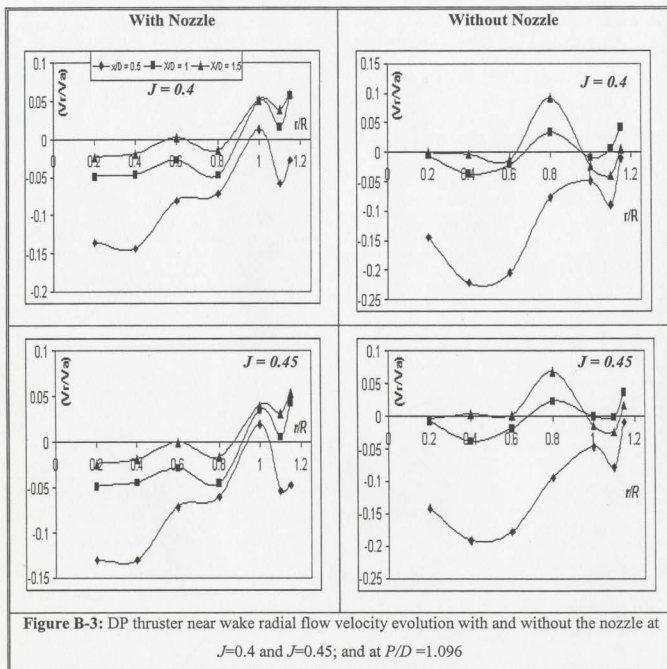 With Nozzle
Without Nozzle
(Vr/Va)
x/D = 0.5 X/D = 1 X/D = 1.5
J = 0.4
r/R
0.1
0.05
0
-0.05
-0.1
-0.15
-0.2
0 0.2 0.4 0.6 0.8 1 1.2
(Vr/Va)
J = 0.4
r/R
0.15
0.1
0.05
0
-0.05
-0.1
-0.15
-0.2
-0.25
0 0.2 0.4 0.6 0.8 1 1.2
(Vr/Va)
J = 0.45
r/R
0.1
0.05
0
-0.05
-0.1
-0.15
0 0.2 0.4 0.6 0.8 1 1.2
(Vr/Va)
J = 0.45
r/R
0.1
0.05
0
-0.05
-0.1
-0.15
-0.2
-0.25
0 0.2 0.4 0.6 0.8 1 1.2
Figure B-3: DP thruster near wake radial flow velocity evolution with and without the nozzle at
J=0.4 and J=0.45; and at P/D =1.096